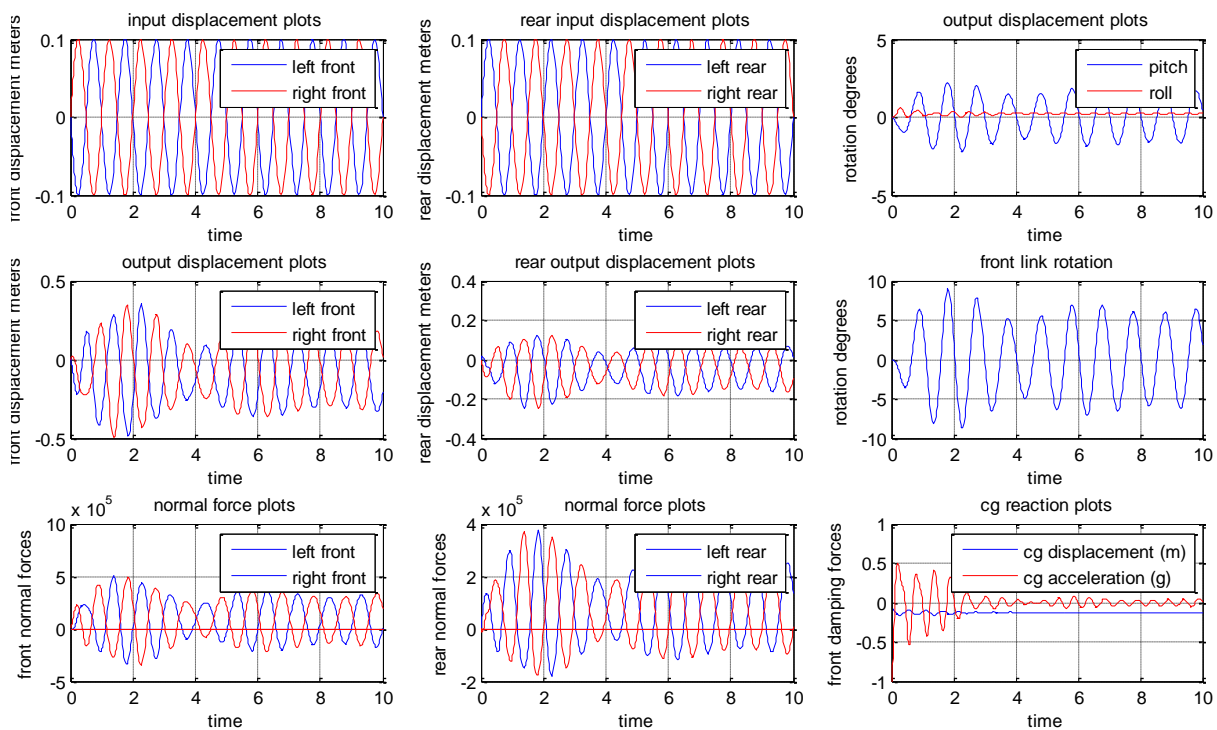 input displacement plots
front displacement meters
0.1
0
-0.1
0 2 4 6 8 10
time
left front
right front
rear input displacement plots
rear displacement meters
0.1
0
-0.1
0 2 4 6 8 10
time
left rear
right rear
output displacement plots
rotation degrees
5
0
-5
0 2 4 6 8 10
time
pitch
roll
output displacement plots
front displacement meters
0.5
0
-0.5
0 2 4 6 8 10
time
left front
right front
rear output displacement plots
rear displacement meters
0.4
0.2
0
-0.2
-0.4
0 2 4 6 8 10
time
left rear
right rear
front link rotation
rotation degrees
10
5
0
-5
-10
0 2 4 6 8 10
time
normal force plots
x 10^5
front normal forces
10
5
0
-5
0 2 4 6 8 10
time
left front
right front
normal force plots
x 10^5
rear normal forces
4
2
0
-2
0 2 4 6 8 10
time
left rear
right rear
cg reaction plots
front damping forces
1
0.5
0
-0.5
-1
0 2 4 6 8 10
time
cg displacement (m)
cg acceleration (g)